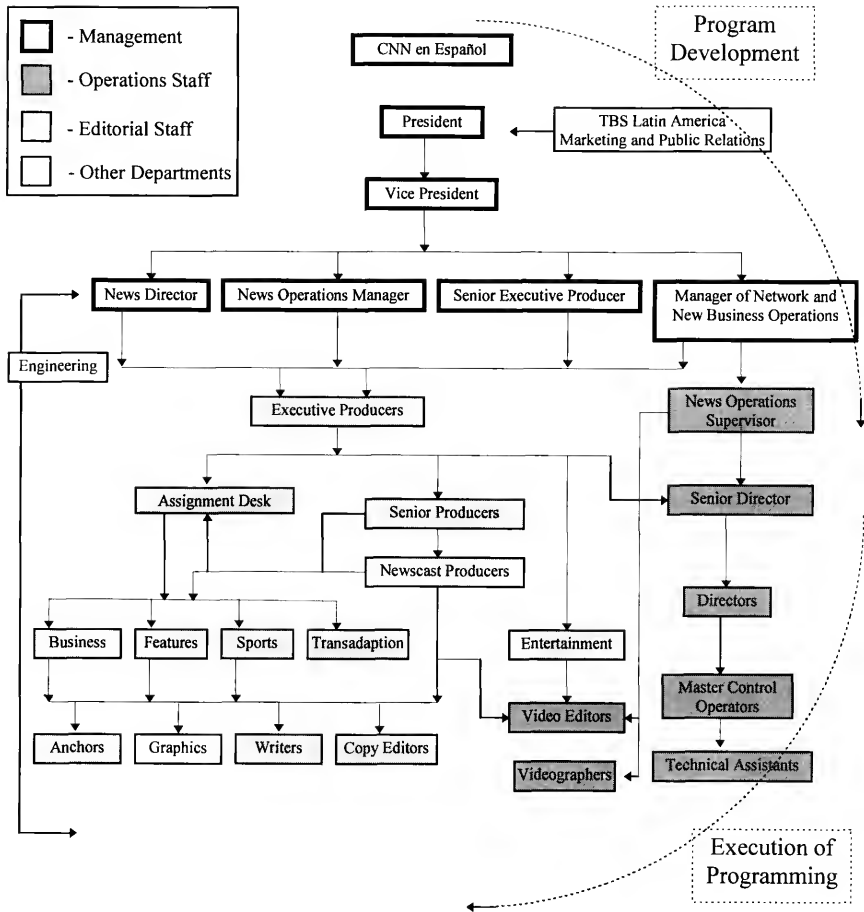 - Management
- Operations Staff
- Editorial Staff
- Other Departments
Program
Development
CNN en Español
President
TBS Latin America
Marketing and Public Relations
Vice President
News Director
News Operations Manager
Senior Executive Producer
Manager of Network and
New Business Operations
Engineering
Executive Producers
News Operations
Supervisor
Assignment Desk
Senior Producers
Senior Director
Newscast Producers
Directors
Business
Features
Sports
Transadaption
Entertainment
Master Control
Operators
Video Editors
Anchors
Graphics
Writers
Copy Editors
Technical Assistants
Videographers
Execution of
Programming